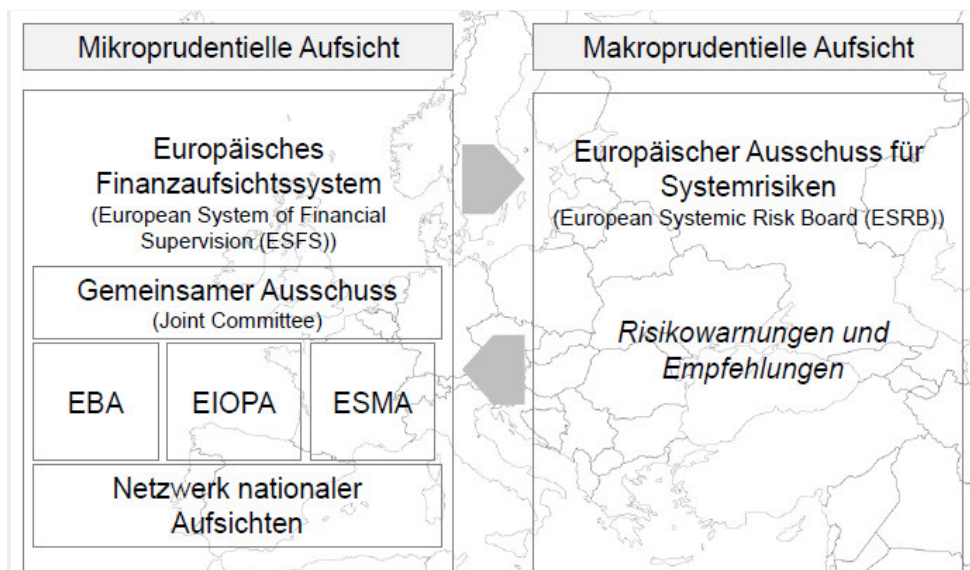 Mikroprudentielle Aufsicht
Makroprudentielle Aufsicht
Europäisches
Finanzaufsichtssystem
(European System of Financial
Supervision (ESFS))
Gemeinsamer Ausschuss
(Joint Committee)
EBA
EIOPA
ESMA
Netzwerk nationaler
Aufsichten
Europäischer Ausschuss für
Systemrisiken
(European Systemic Risk Board (ESRB))
Risikowarnungen und
Empfehlungen